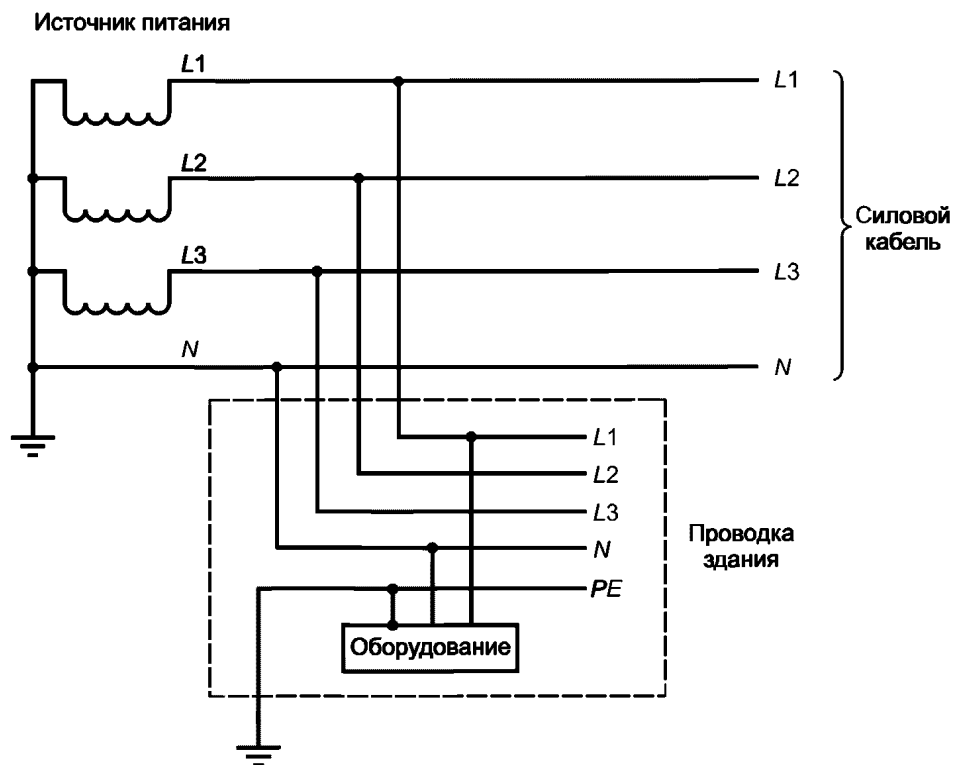 Источник питания
L1
L1
L2
L2
Силовой
кабель
L3
L3
N
N
L1
L2
L3
N
Проводка
здания
PE
Оборудование